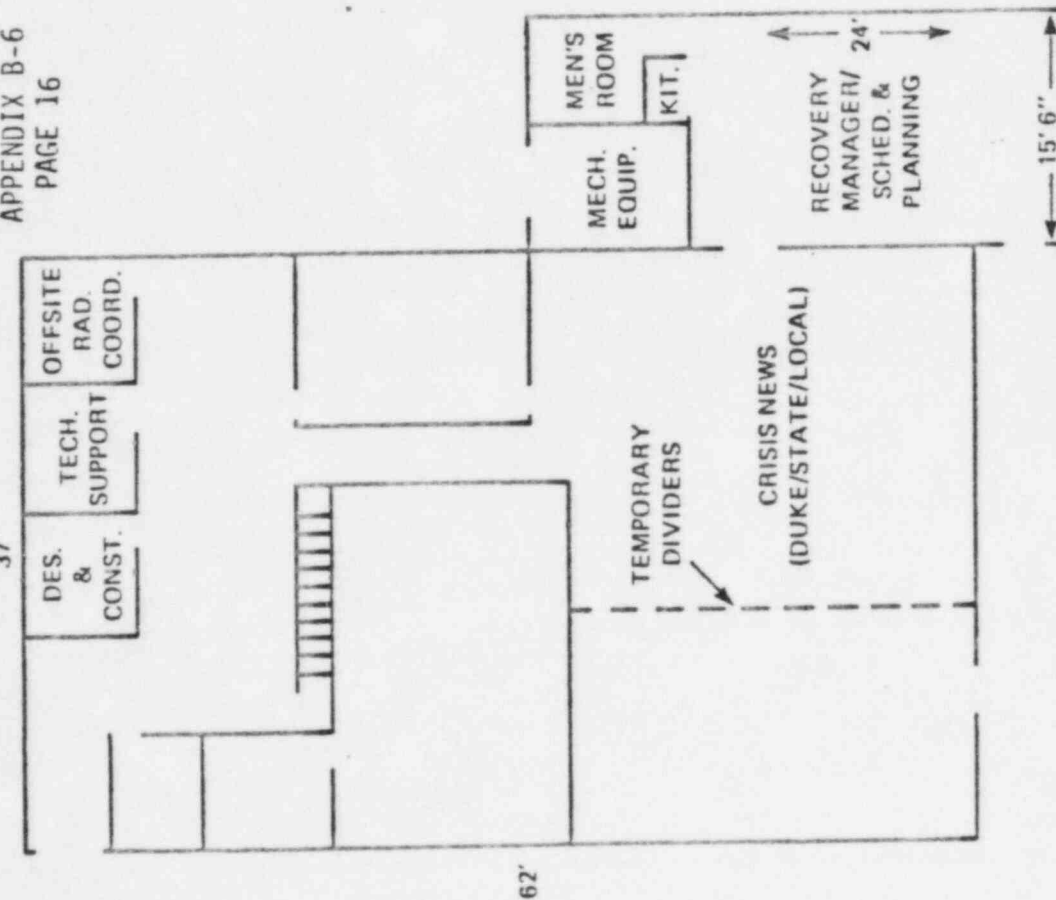 APPENDIX B-6
PAGE 16
37'
OFFSITE
RAD.
COORD.
TECH.
SUPPORT
DES.
&
CONST.
MEN'S
ROOM
KIT.
MECH.
EQUIP.
24'
RECOVERY
MANAGER/
SCHED. &
PLANNING
15' 6"
TEMPORARY
DIVIDERS
CRISIS NEWS
(DUKE/STATE/LOCAL)
62'